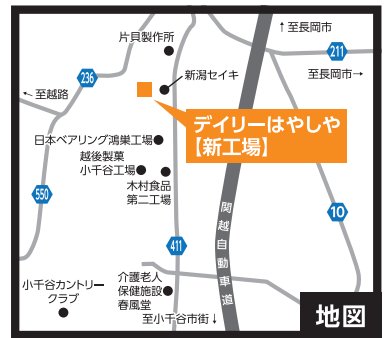 片貝製作所
↑至長岡市
211
236
新潟セイキ
至長岡市→
←至越路
デイリーはやしや
【新工場】
日本ベアリング鴻巣工場
越後製菓
小千谷工場
木村食品
第二工場
550
関越自動車道
10
411
小千谷カントリー
クラブ
介護老人
保健施設
春風堂
至小千谷市街↓
地図